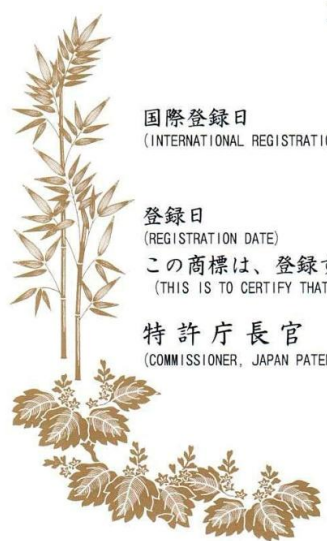 国際登録日
(INTERNATIONAL REGISTRATIO
登録日
(REGISTRATION DATE)
この商標は、登録す
(THIS IS TO CERTIFY THAT
特許庁長官
(COMMISSIONER, JAPAN PATE